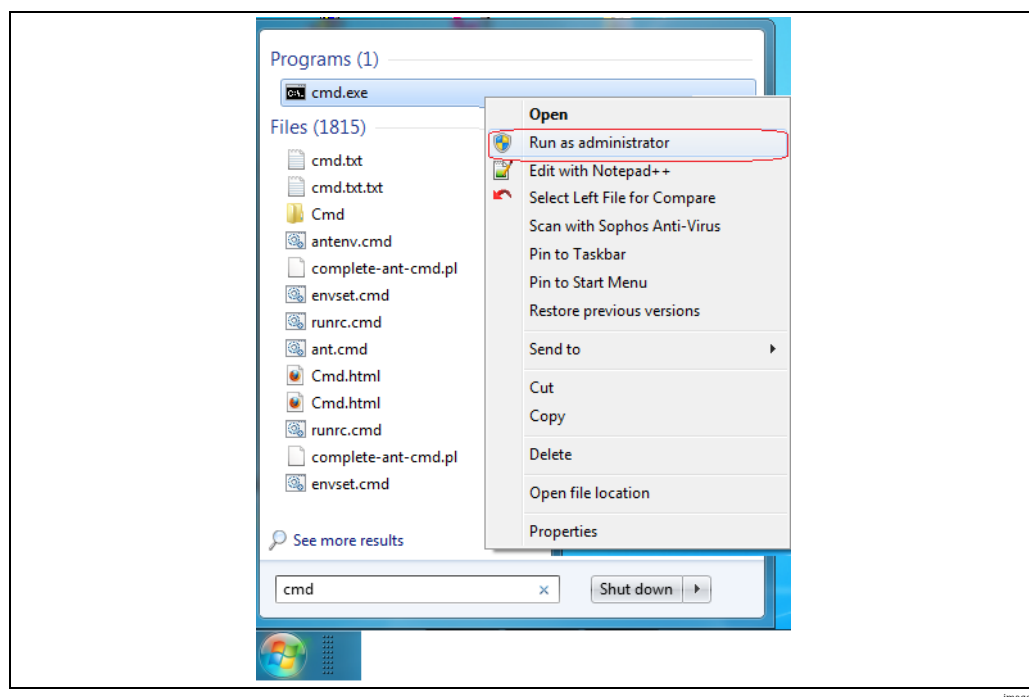 Programs (1)
cmd.exe
Files (1815)
cmd.txt
cmd.txt.txt
Cmd
antenv.cmd
complete-ant-cmd.pl
envset.cmd
runrc.cmd
ant.cmd
Cmd.html
Cmd.html
runrc.cmd
complete-ant-cmd.pl
envset.cmd
See more results
cmd
Shut down
Open
Run as administrator
Edit with Notepad++
Select Left File for Compare
Scan with Sophos Anti-Virus
Pin to Taskbar
Pin to Start Menu
Restore previous versions
Send to
Cut
Copy
Delete
Open file location
Properties